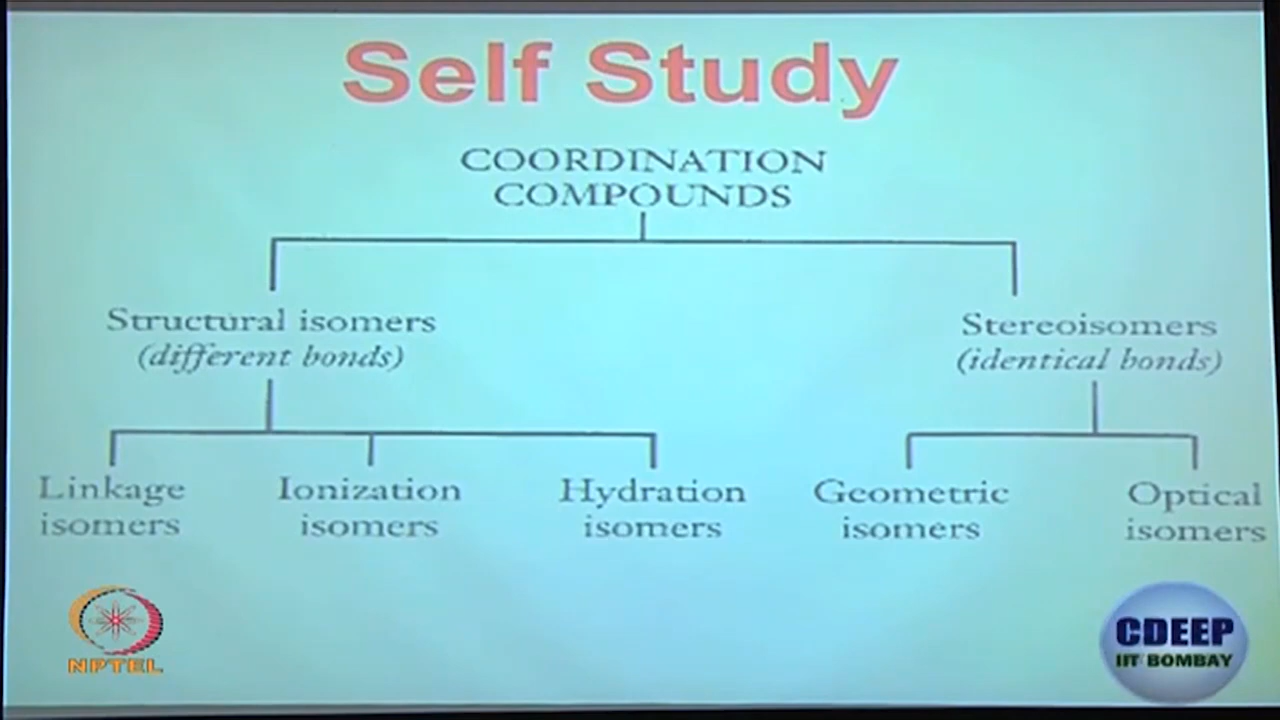 Self Study
COORDINATION
COMPOUNDS
Structural isomers
(different bonds)
Stereoisomers
(identical bonds)
Linkage
isomers
Ionization
isomers
Hydration
isomers
Geometric
isomers
Optical
isomers
NPTEL
CDEEP
IIT BOMBAY